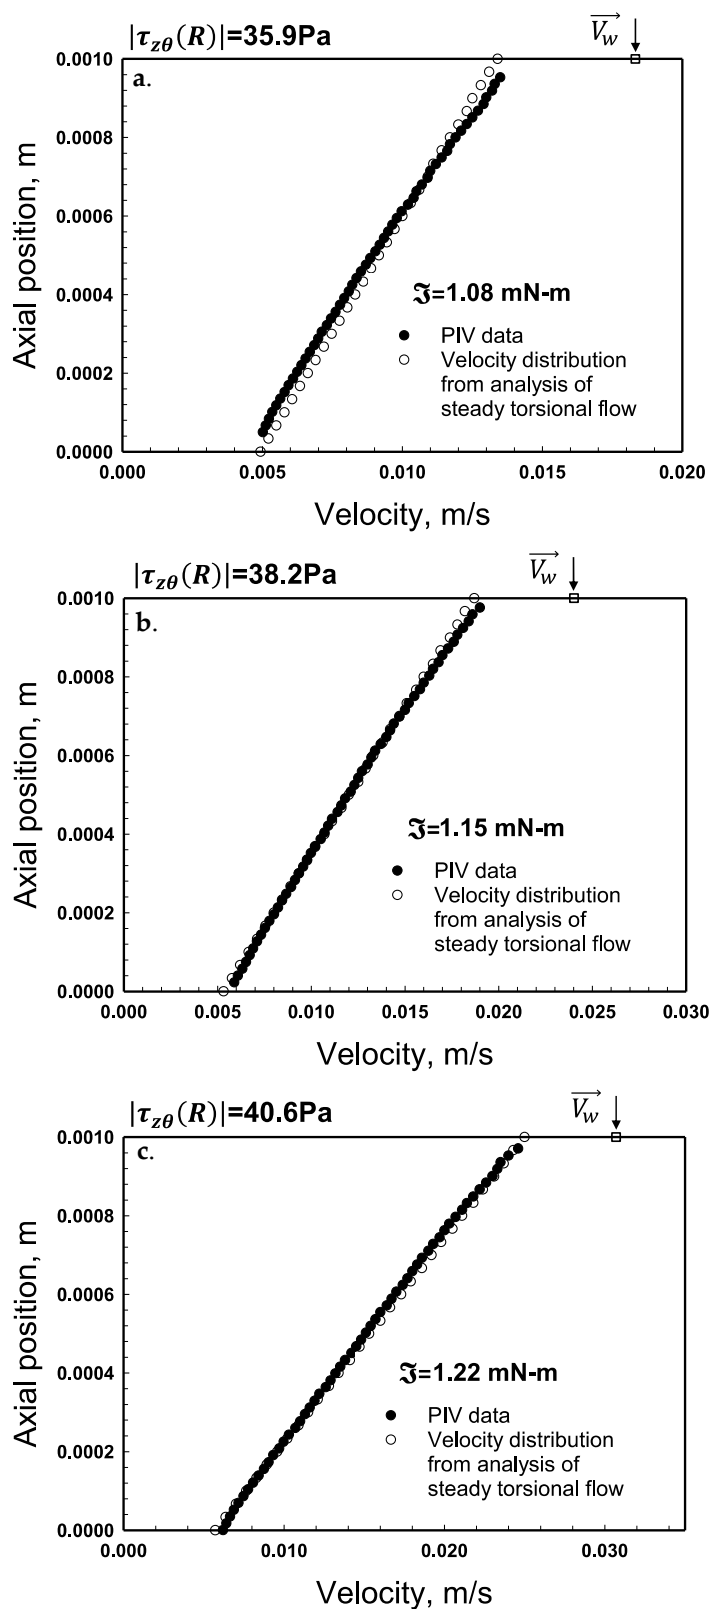 |τzθ(R)|=35.9Pa
Vw
a.
0.0010
0.0008
0.0006
0.0004
0.0002
0.0000
Axial position, m
ℑ=1.08 mN-m
PIV data
Velocity distribution
from analysis of
steady torsional flow
0.000 0.005 0.010 0.015 0.020
Velocity, m/s
|τzθ(R)|=38.2Pa
Vw
b.
0.0010
0.0008
0.0006
0.0004
0.0002
0.0000
Axial position, m
ℑ=1.15 mN-m
PIV data
Velocity distribution
from analysis of
steady torsional flow
0.000 0.005 0.010 0.015 0.020 0.025 0.030
Velocity, m/s
|τzθ(R)|=40.6Pa
Vw
c.
0.0010
0.0008
0.0006
0.0004
0.0002
0.0000
Axial position, m
ℑ=1.22 mN-m
PIV data
Velocity distribution
from analysis of
steady torsional flow
0.000 0.010 0.020 0.030
Velocity, m/s